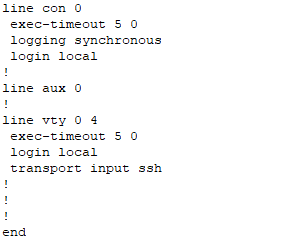 line con 0
 exec-timeout 5 0
 logging synchronous
 login local
!
line aux 0
!
line vty 0 4
 exec-timeout 5 0
 login local
 transport input ssh
!
!
!
end